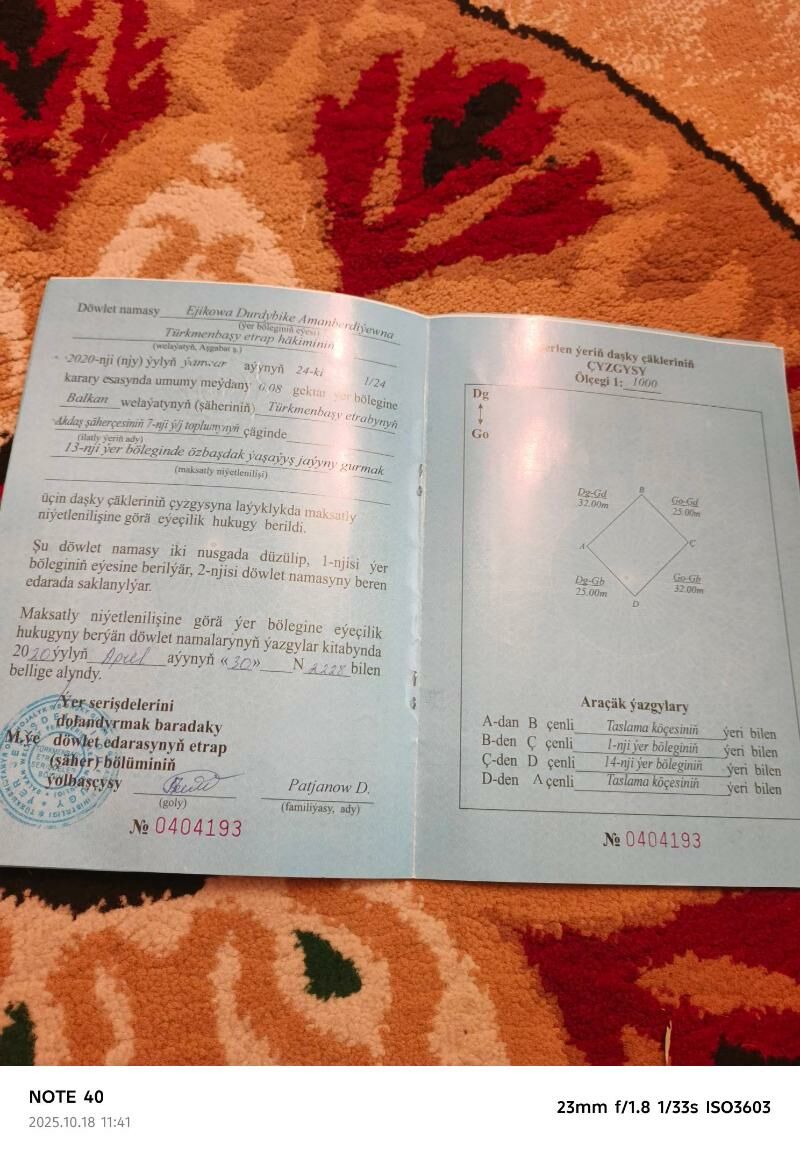 Döwlet namasy Ejikowa Durdybike Amanberdiýewna
(ýer böleginiň eýesi)
Türkmenbaşy etrap häkiminiň
(welaýatyň, Aşgabat ş.)
2020-nji (njy) ýylyň ýanwar aýynyň 24-ki 1/24
karary esasynda umumy meýdany 0.08 gektar ýer bölegine
Balkan welaýatynyň (şäheriniň) Türkmenbaşy etrabynyň
Akdaş şäherçesiniň 7-nji ý/j toplumynyň çäginde
(ilatly ýeriň ady)
13-nji ýer böleginde özbaşdak ýaşaýyş jaýyny gurmak
(maksatly niýetlenilişi)
üçin daşky çäkleriniň çyzgysyna laýyklykda maksatly
niýetlenilişine görä eýeçilik hukugy berildi.
Şu döwlet namasy iki nusgada düzülip, 1-njisi ýer
böleginiň eýesine berilýär, 2-njisi döwlet namasyny beren
edarada saklanylýar.
Maksatly niýetlenilişine görä ýer bölegine eýeçilik
hukugyny berýän döwlet namalarynyň ýazgylar kitabynda
2020 ýylyň April aýynyň «30» N 2228 bilen
bellige alyndy.
Ýer serişdelerini
dolandyrmak baradaky
M.Ýe döwlet edarasynyň etrap
(şäher) bölüminiň
ýolbaşçysy Patjanow D.
(goly) (familiýasy, ady)
№ 0404193
ýeriň daşky çäkleriniň
ÇYZGYSY
Ölçegi 1: 1000
Dg
Go
Dg-Gd
32.00m
B
Go-Gd
25.00m
A
Ç
Dg-Gb
25.00m
Go-Gb
32.00m
D
Araçäk ýazgylary
A-dan B çenli Taslama köçesiniň ýeri bilen
B-den Ç çenli 1-nji ýer böleginiň ýeri bilen
Ç-den D çenli 14-nji ýer böleginiň ýeri bilen
D-den A çenli Taslama köçesiniň ýeri bilen
№ 0404193
NOTE 40
2025.10.18 11:41
23mm f/1.8 1/33s ISO3603